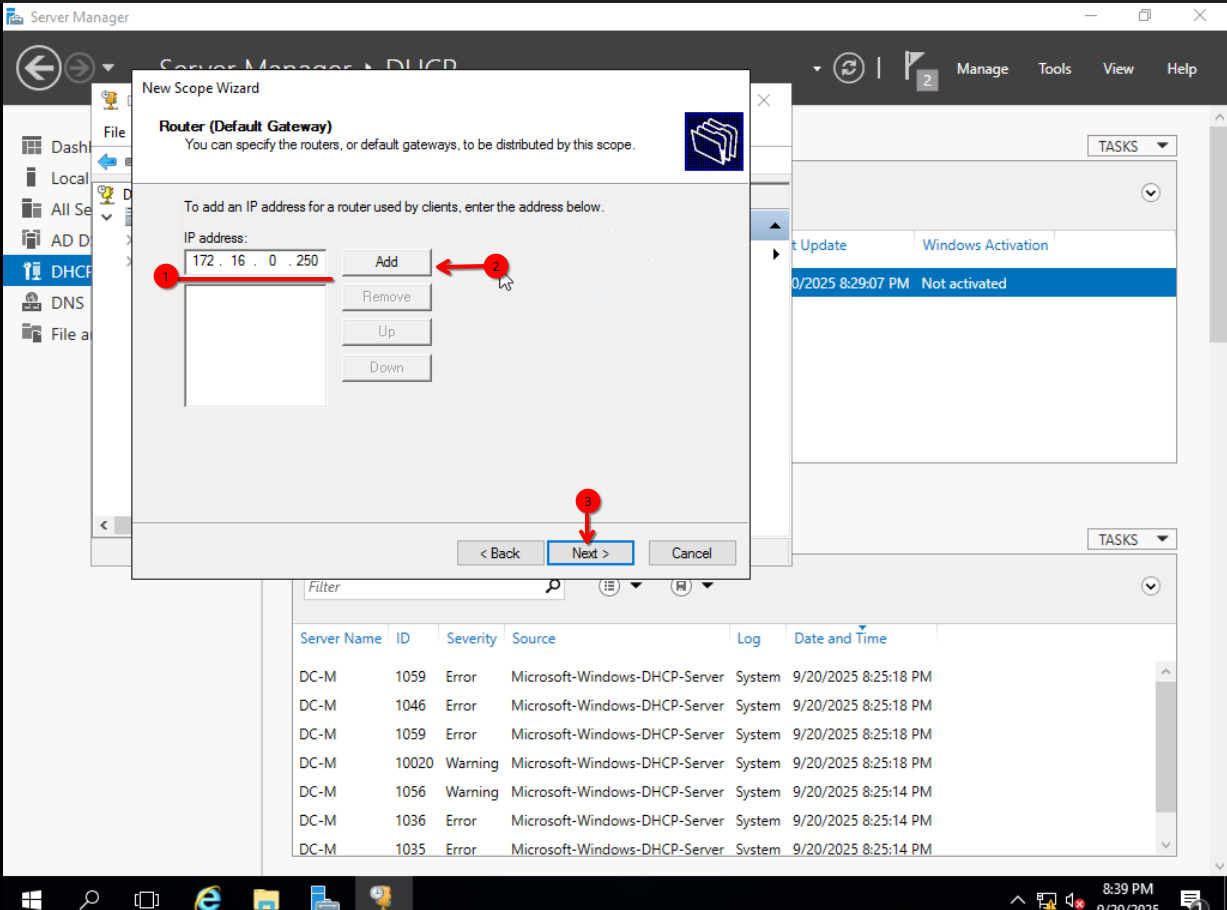 Server Manager
Server Manager ▸ DHCP
2
Manage Tools View Help
New Scope Wizard
File
Router (Default Gateway)
You can specify the routers, or default gateways, to be distributed by this scope.
TASKS
Local
All Se
AD D
DHCP
DNS
File a
D
To add an IP address for a router used by clients, enter the address below.
IP address:
172 . 16 . 0 . 250
Add
1
2
Remove
Up
Down
t Update Windows Activation
0/2025 8:29:07 PM Not activated
3
< Back Next > Cancel
TASKS
Filter
Server Name ID Severity Source Log Date and Time
DC-M 1059 Error Microsoft-Windows-DHCP-Server System 9/20/2025 8:25:18 PM
DC-M 1046 Error Microsoft-Windows-DHCP-Server System 9/20/2025 8:25:18 PM
DC-M 1059 Error Microsoft-Windows-DHCP-Server System 9/20/2025 8:25:18 PM
DC-M 10020 Warning Microsoft-Windows-DHCP-Server System 9/20/2025 8:25:18 PM
DC-M 1056 Warning Microsoft-Windows-DHCP-Server System 9/20/2025 8:25:14 PM
DC-M 1036 Error Microsoft-Windows-DHCP-Server System 9/20/2025 8:25:14 PM
DC-M 1035 Error Microsoft-Windows-DHCP-Server System 9/20/2025 8:25:14 PM
8:39 PM
9/20/2025
1